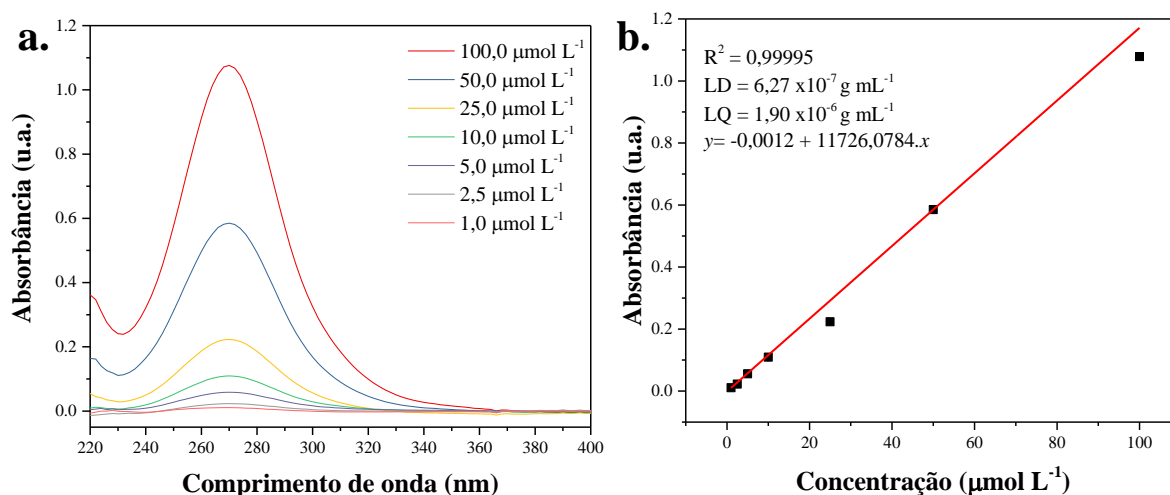 a.
Absorbância (u.a.)
1.2
1.0
0.8
0.6
0.4
0.2
0.0
220 240 260 280 300 320 340 360 380 400
Comprimento de onda (nm)
100,0 μmol L⁻¹
50,0 μmol L⁻¹
25,0 μmol L⁻¹
10,0 μmol L⁻¹
5,0 μmol L⁻¹
2,5 μmol L⁻¹
1,0 μmol L⁻¹
b.
Absorbância (u.a.)
1.2
1.0
0.8
0.6
0.4
0.2
0.0
0 20 40 60 80 100
Concentração (μmol L⁻¹)
R² = 0,99995
LD = 6,27 x10⁻⁷ g mL⁻¹
LQ = 1,90 x10⁻⁶ g mL⁻¹
y= -0,0012 + 11726,0784.x